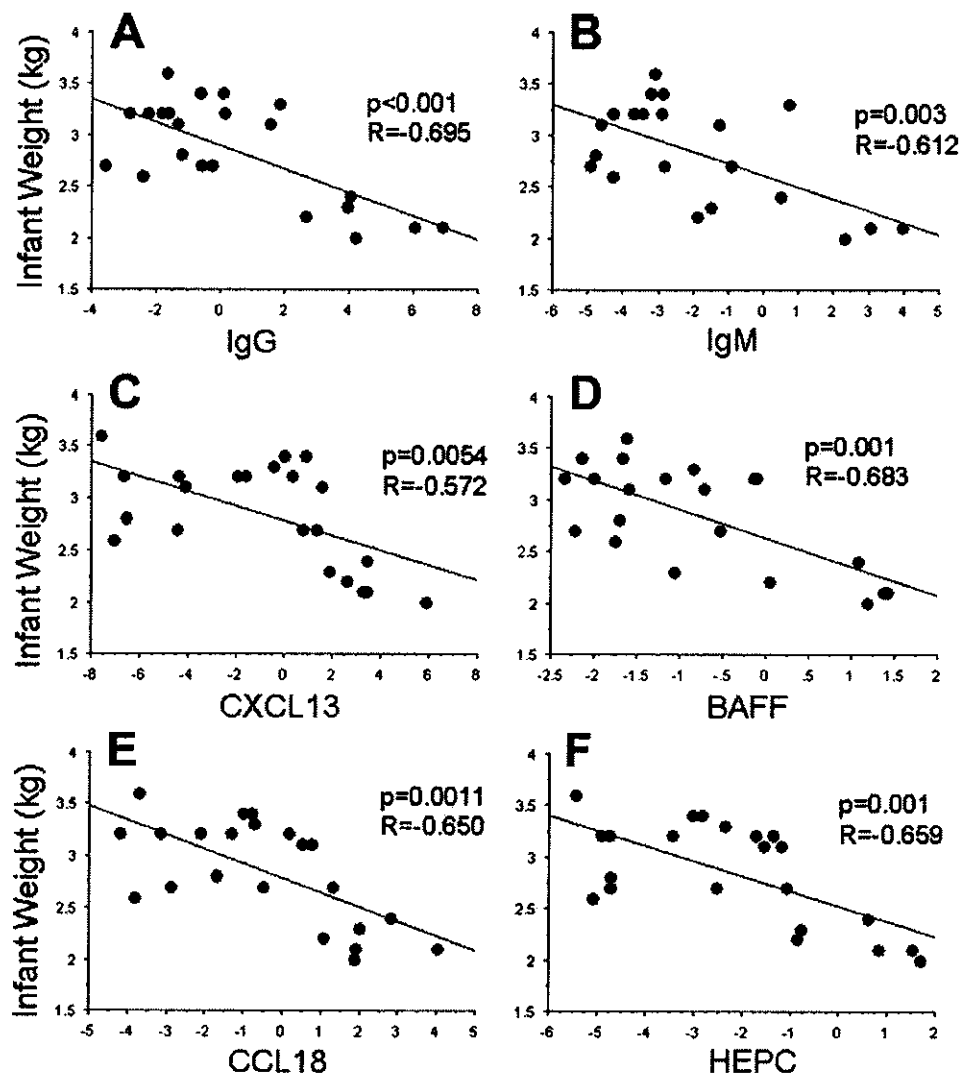 A
B
Infant Weight (kg)
4
3.5
3
2.5
2
1.5
p<0.001
R=-0.695
-4 -2 0 2 4 6 8
IgG
4
3.5
3
2.5
2
1.5
p=0.003
R=-0.612
-6 -5 -4 -3 -2 -1 0 1 2 3 4 5
IgM
C
D
Infant Weight (kg)
4
3.5
3
2.5
2
1.5
p=0.0054
R=-0.572
-8 -6 -4 -2 0 2 4 6 8
CXCL13
4
3.5
3
2.5
2
1.5
p=0.001
R=-0.683
-2.5 -2 -1.5 -1 -0.5 0 0.5 1 1.5 2
BAFF
E
F
Infant Weight (kg)
4
3.5
3
2.5
2
1.5
p=0.0011
R=-0.650
-5 -4 -3 -2 -1 0 1 2 3 4 5
CCL18
4
3.5
3
2.5
2
1.5
p=0.001
R=-0.659
-6 -5 -4 -3 -2 -1 0 1 2
HEPC